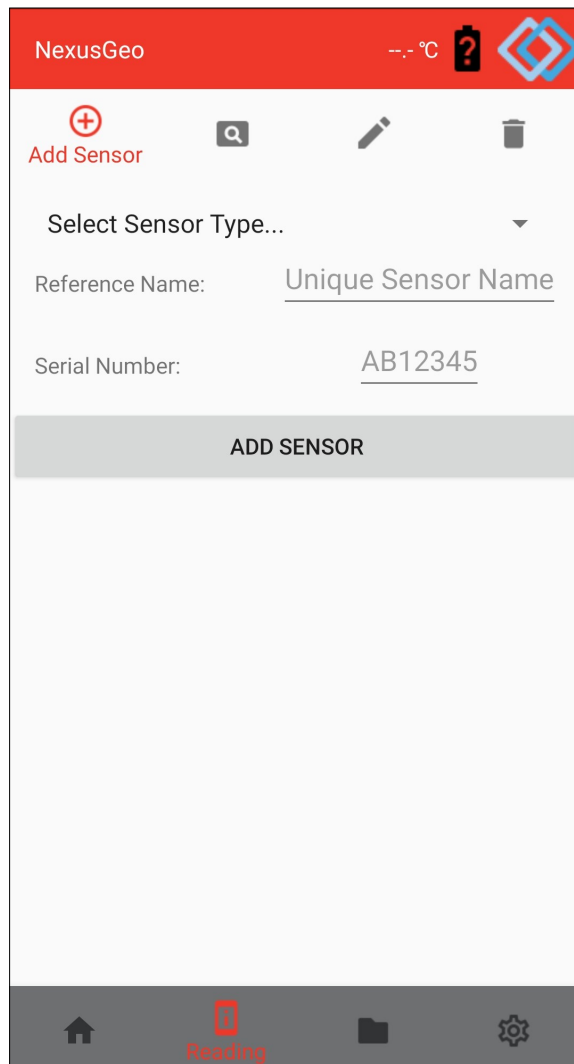 NexusGeo
--.- ℃
?
Add Sensor
Select Sensor Type...
Reference Name:
Unique Sensor Name
Serial Number:
AB12345
ADD SENSOR
Reading